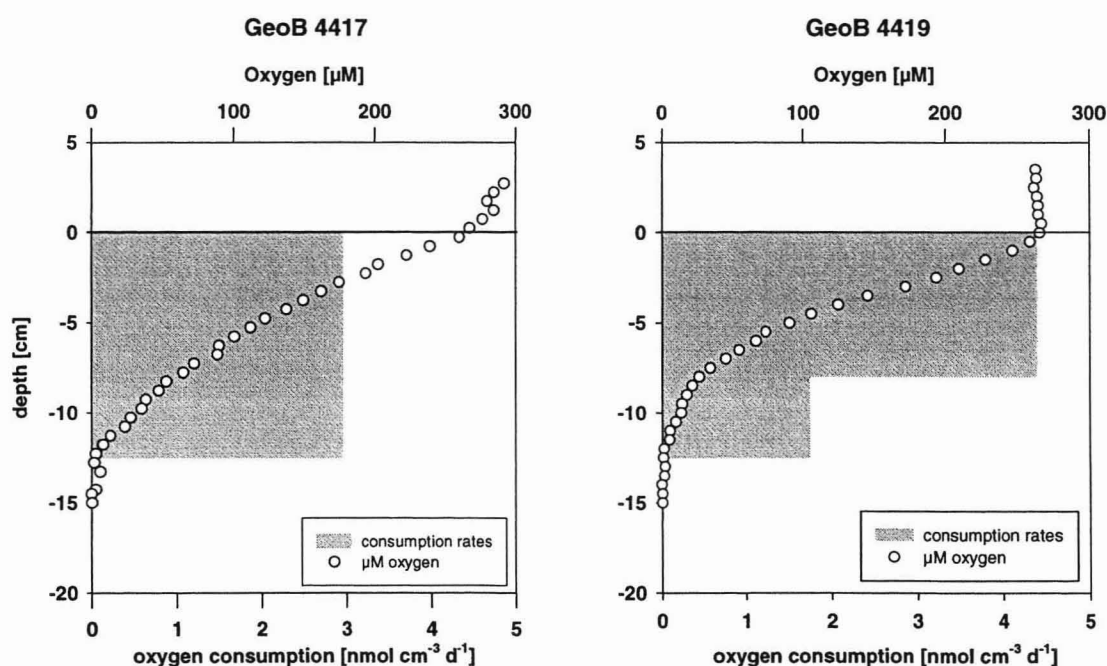 GeoB 4417
Oxygen [µM]
0 100 200 300
5
0
-5
-10
-15
-20
depth [cm]
consumption rates
µM oxygen
0 1 2 3 4 5
oxygen consumption [nmol cm⁻³ d⁻¹]
GeoB 4419
Oxygen [µM]
0 100 200 300
5
0
-5
-10
-15
-20
consumption rates
µM oxygen
0 1 2 3 4 5
oxygen consumption [nmol cm⁻³ d⁻¹]